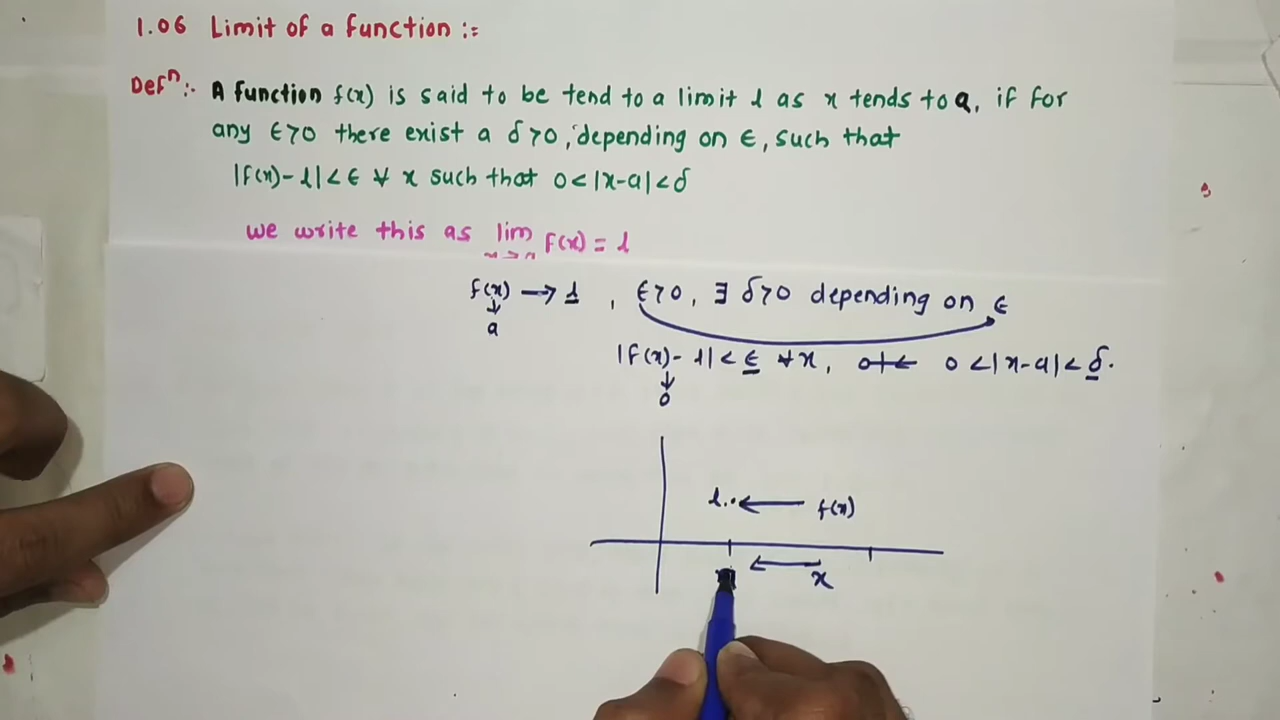 1.06 Limit of a function :=
Defⁿ:- A function f(x) is said to be tend to a limit l as x tends to a, if for
any ϵ>0 there exist a δ>0, depending on ϵ, such that
|f(x)-l|<ϵ ∀ x such that 0<|x-a|<δ
we write this as lim f(x) = l
x→a
f(x) → l , ϵ>0, ∃ δ>0 depending on ϵ
↓
a
|f(x)-l|<ϵ ∀x, 0<|x-a|<δ.
↓
0
l. ← f(x)
← x